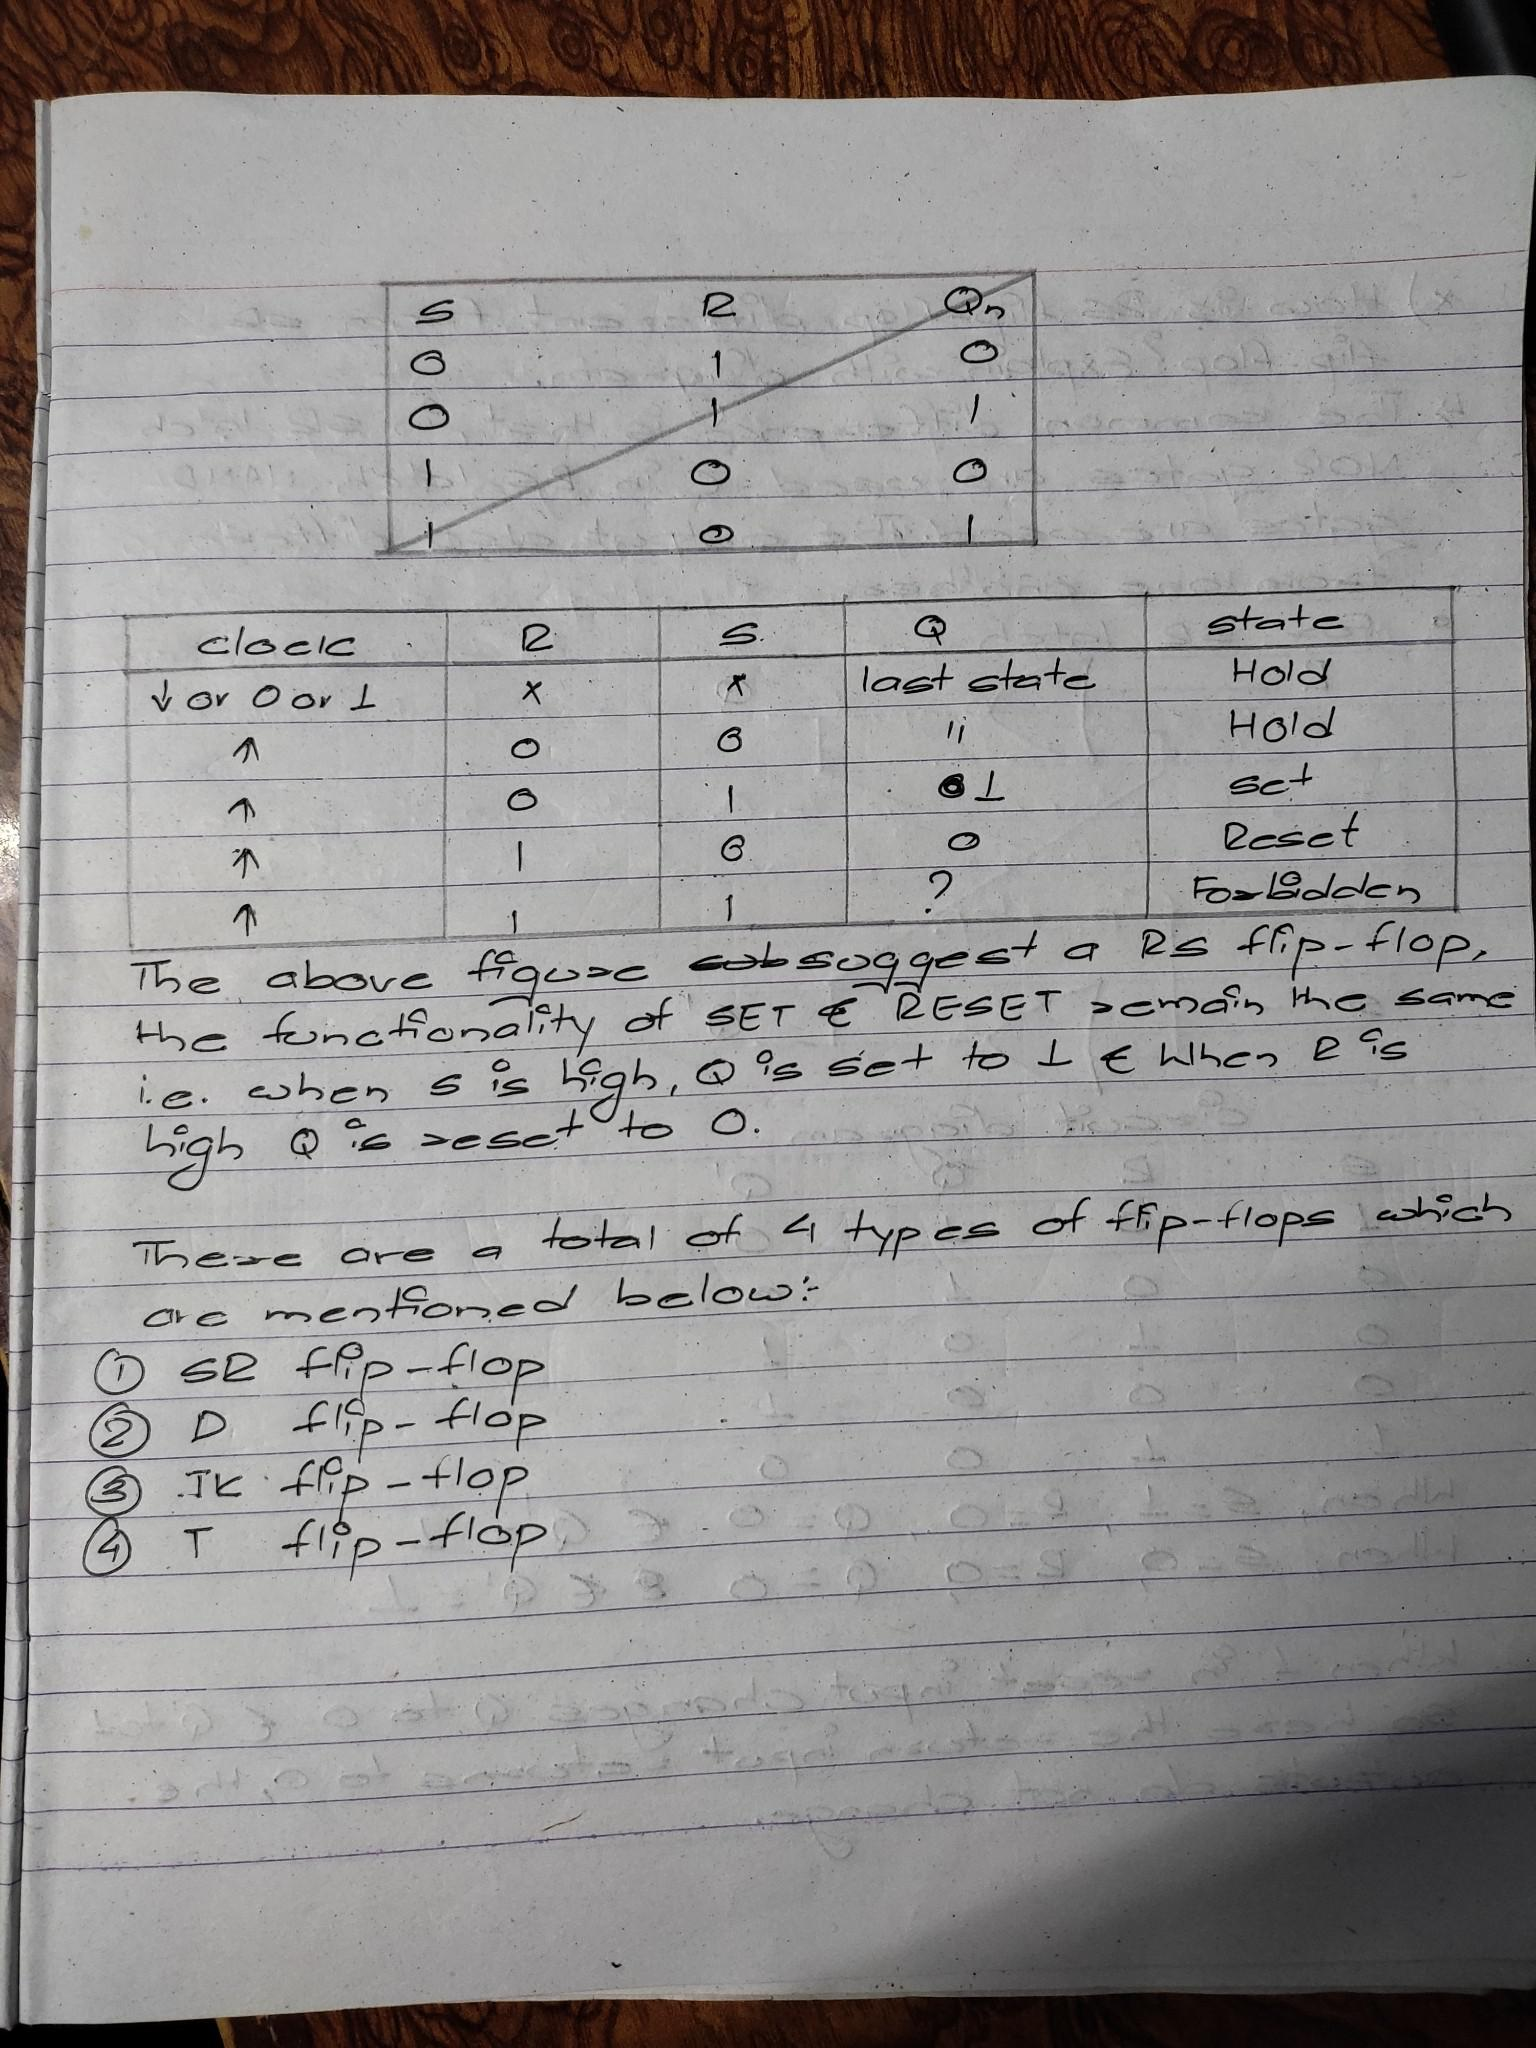 S R Qn
0 1 0
0 1 1
1 0 0
1 0 1
clock R S Q state
↓ or 0 or 1 x x last state Hold
↑ 0 0 " Hold
↑ 0 1 1 set
↑ 1 0 0 Reset
↑ 1 1 ? Forbidden
The above figure suggest a RS flip-flop,
the functionality of SET & RESET remain the same
i.e. when S is high, Q is set to 1 & When R is
high Q is reset to 0.
There are a total of 4 types of flip-flops which
are mentioned below:-
① SR flip-flop
② D flip-flop
③ JK flip-flop
④ T flip-flop